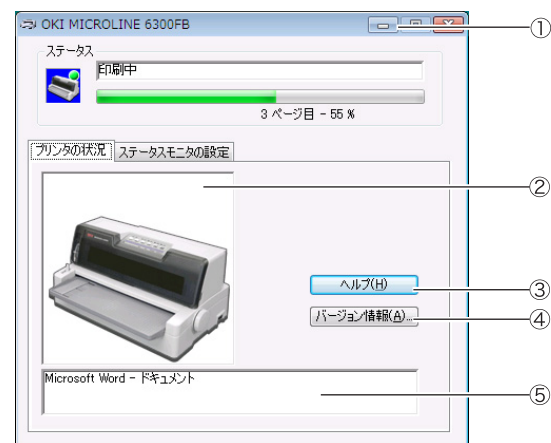 OKI MICROLINE 6300FB
①
ステータス
印刷中
3 ページ目 - 55 %
プリンタの状況 ステータスモニタの設定
②
ヘルプ(H)
③
バージョン情報(A)...
④
Microsoft Word - ドキュメント
⑤